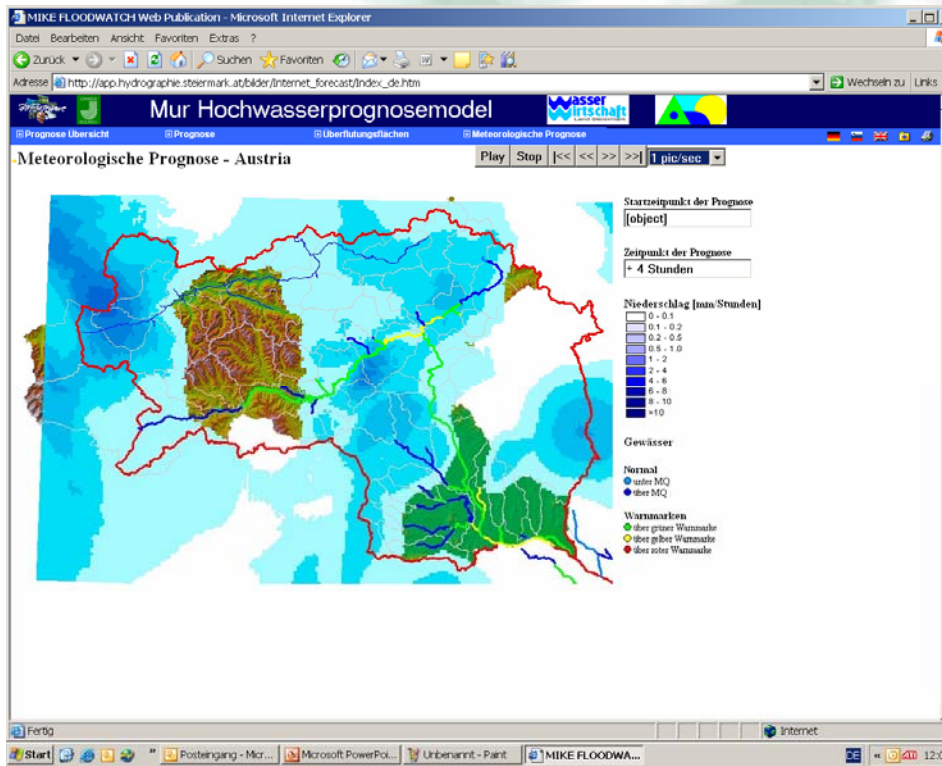 MIKE FLOODWATCH Web Publication - Microsoft Internet Explorer
Datei Bearbeiten Ansicht Favoriten Extras ?
Zurück Suchen Favoriten
Adresse http://app.hydrographie.steiermark.at/bilder/Internet_forecast/Index_de.htm Wechseln zu Links
Mur Hochwasserprognosemodel
Wasser
Wirtschaft
Land Steiermark
Prognose Übersicht Prognose Überflutungsflächen Meteorologische Prognose
-Meteorologische Prognose - Austria
Play Stop |<< << >> >>| 1 pic/sec
Startzeitpunkt der Prognose
[object]
Zeitpunkt der Prognose
+ 4 Stunden
Niederschlag [mm/Stunden]
0 - 0.1
0.1 - 0.2
0.2 - 0.5
0.5 - 1.0
1 - 2
2 - 4
4 - 6
6 - 8
8 - 10
>10
Gewässer
Normal
unter MQ
über MQ
Warnmarken
über grüner Warnmarke
über gelber Warnmarke
über roter Warnmarke
Fertig Internet
Start " Posteingang - Micr... Microsoft PowerPoi... Unbenannt - Paint MIKE FLOODWA... DE «